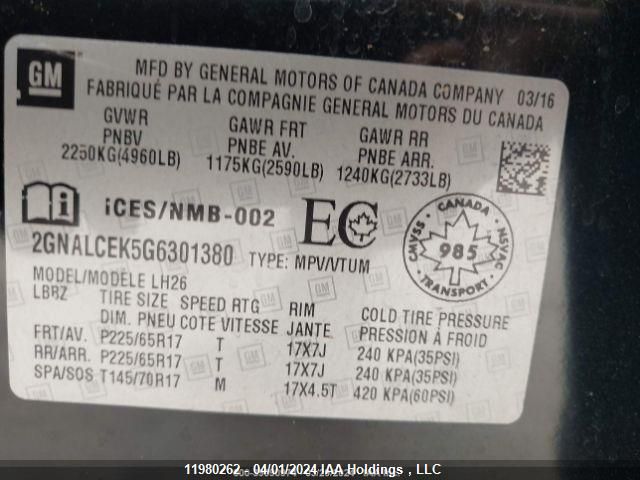 GM
MFD BY GENERAL MOTORS OF CANADA COMPANY 03/16
FABRIQUÉ PAR LA COMPAGNIE GENERAL MOTORS DU CANADA
GVWR GAWR FRT GAWR RR
PNBV PNBE AV. PNBE ARR.
2250KG(4960LB) 1175KG(2590LB) 1240KG(2733LB)
i iCES/NMB-002 EC
CANADA CMVSS NSVAC 985 TRANSPORT
2GNALCEK5G6301380 TYPE: MPV/VTUM
MODEL/MODÈLE LH26
LBBZ TIRE SIZE SPEED RTG RIM COLD TIRE PRESSURE
DIM. PNEU COTE VITESSE JANTE PRESSION À FROID
FRT/AV. P225/65R17 T 17X7J 240 KPA(35PSI)
RR/ARR. P225/65R17 T 17X7J 240 KPA(35PSI)
SPA/SOS T145/70R17 M 17X4.5T 420 KPA(60PSI)
11980262 - 04/01/2024 IAA Holdings , LLC